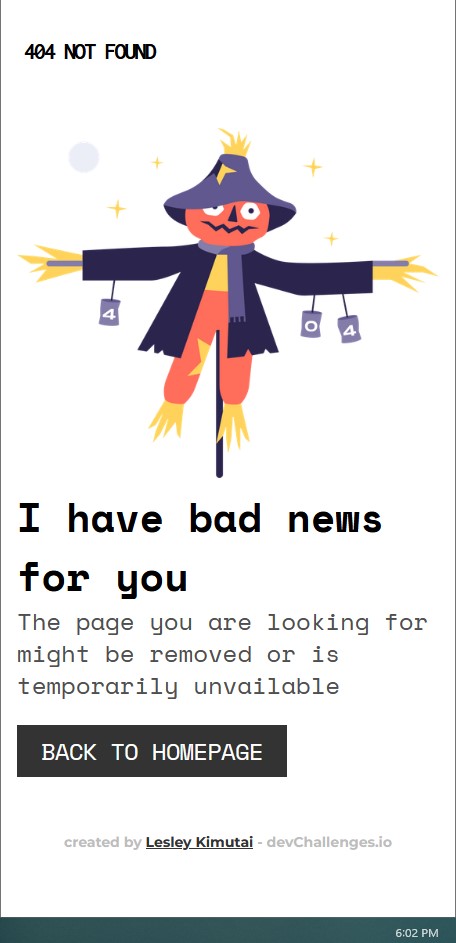 404 NOT FOUND
4
0
4
I have bad news
for you
The page you are looking for
might be removed or is
temporarily unvailable
BACK TO HOMEPAGE
created by Lesley Kimutai - devChallenges.io
6:02 PM